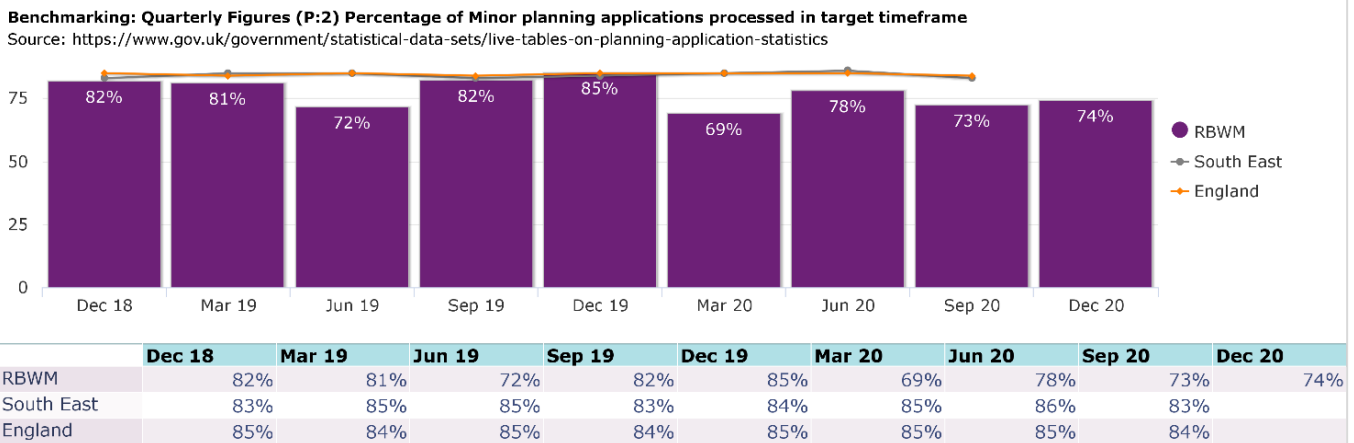 Benchmarking: Quarterly Figures (P:2) Percentage of Minor planning applications processed in target timeframe
Source: https://www.gov.uk/government/statistical-data-sets/live-tables-on-planning-application-statistics
75
50
25
0
82% 81% 72% 82% 85% 69% 78% 73% 74%
Dec 18 Mar 19 Jun 19 Sep 19 Dec 19 Mar 20 Jun 20 Sep 20 Dec 20
RBWM
South East
England
Dec 18 Mar 19 Jun 19 Sep 19 Dec 19 Mar 20 Jun 20 Sep 20 Dec 20
RBWM 82% 81% 72% 82% 85% 69% 78% 73% 74%
South East 83% 85% 85% 83% 84% 85% 86% 83%
England 85% 84% 85% 84% 85% 85% 85% 84%